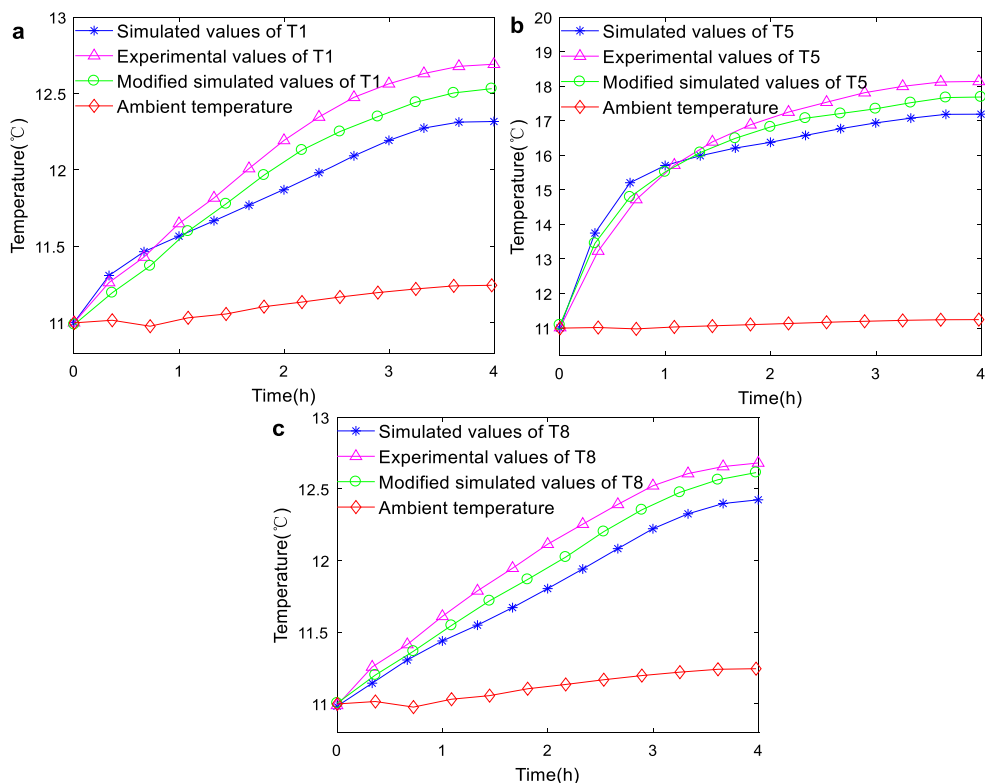 a
13
12.5
12
11.5
11
Temperature(℃)
Simulated values of T1
Experimental values of T1
Modified simulated values of T1
Ambient temperature
0 1 2 3 4
Time(h)
b
20
19
18
17
16
15
14
13
12
11
Temperature(℃)
Simulated values of T5
Experimental values of T5
Modified simulated values of T5
Ambient temperature
0 1 2 3 4
Time(h)
c
13
12.5
12
11.5
11
Temperature(℃)
Simulated values of T8
Experimental values of T8
Modified simulated values of T8
Ambient temperature
0 1 2 3 4
Time(h)